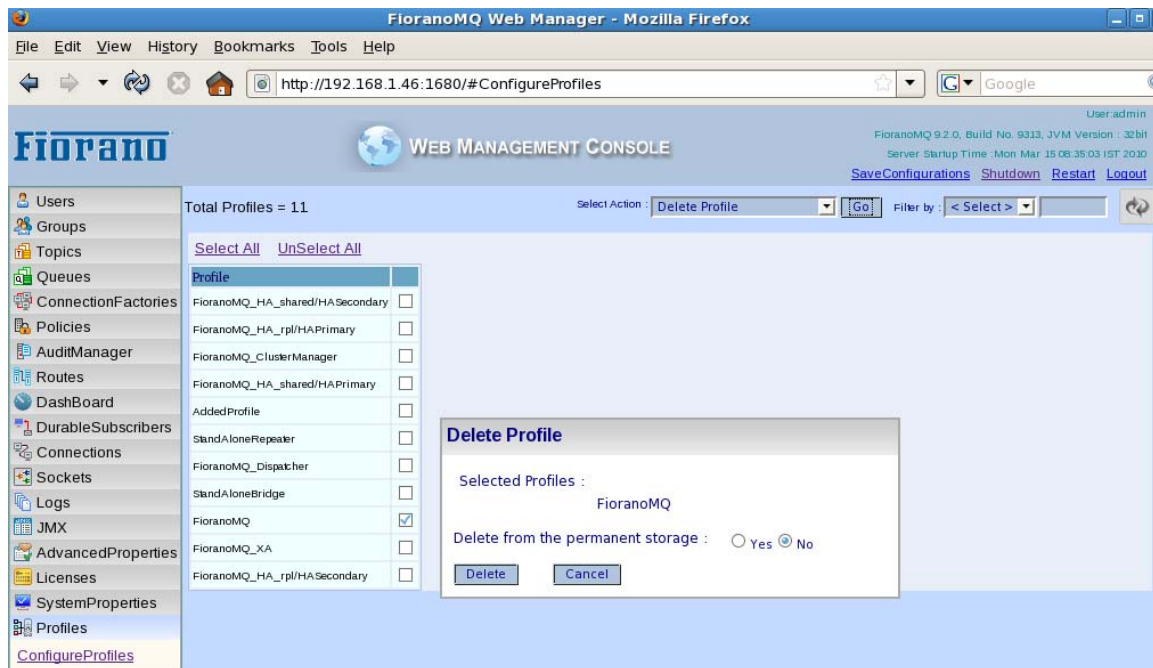 FioranoMQ Web Manager - Mozilla Firefox
File Edit View History Bookmarks Tools Help
http://192.168.1.46:1680/#ConfigureProfiles
G Google
Fiorano
WEB MANAGEMENT CONSOLE
User:admin
FioranoMQ 9.2.0, Build No. 9313, JVM Version : 32bit
Server Startup Time :Mon Mar 15 08:35:03 IST 2010
SaveConfigurations Shutdown Restart Logout
Users
Groups
Topics
Queues
ConnectionFactories
Policies
AuditManager
Routes
DashBoard
DurableSubscribers
Connections
Sockets
Logs
JMX
AdvancedProperties
Licenses
SystemProperties
Profiles
ConfigureProfiles
Total Profiles = 11
Select Action : Delete Profile Go Filter by : < Select >
Select All UnSelect All
Profile
FioranoMQ_HA_shared/HASecondary
FioranoMQ_HA_rpl/HAPrimary
FioranoMQ_ClusterManager
FioranoMQ_HA_shared/HAPrimary
AddedProfile
StandAloneRepeater
FioranoMQ_Dispatcher
StandAloneBridge
FioranoMQ
FioranoMQ_XA
FioranoMQ_HA_rpl/HASecondary
Delete Profile
Selected Profiles :
FioranoMQ
Delete from the permanent storage : Yes No
Delete Cancel